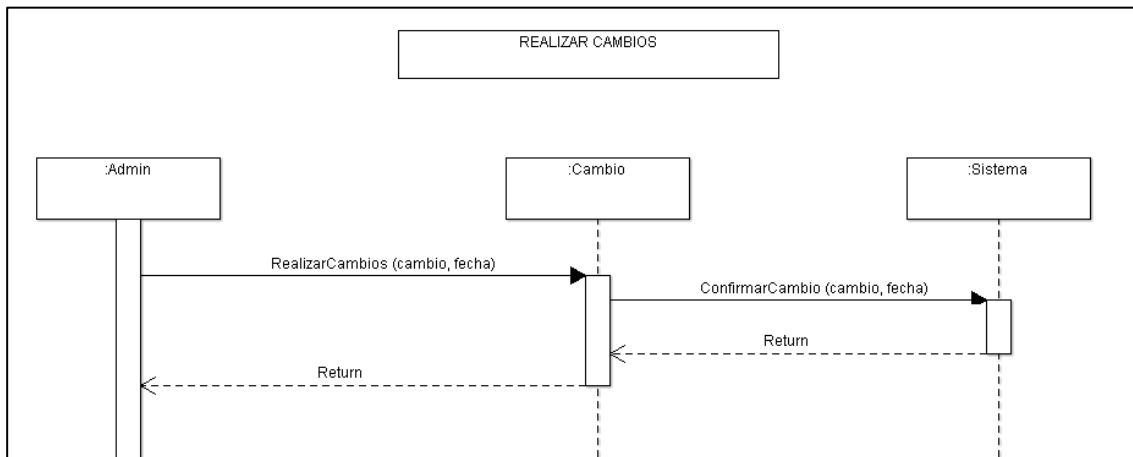 REALIZAR CAMBIOS
:Admin
:Cambio
:Sistema
RealizarCambios (cambio, fecha)
ConfirmarCambio (cambio, fecha)
Return
Return